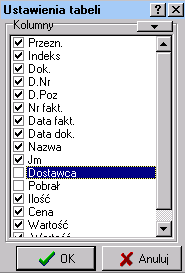 Ustawienia tabeli
Kolumny
Przezn.
Indeks
Dok.
D.Nr
D.Poz
Nr fakt.
Data fakt.
Data dok.
Nazwa
Jm
Dostawca
Pobrał
Ilość
Cena
Wartość
OK
Anuluj